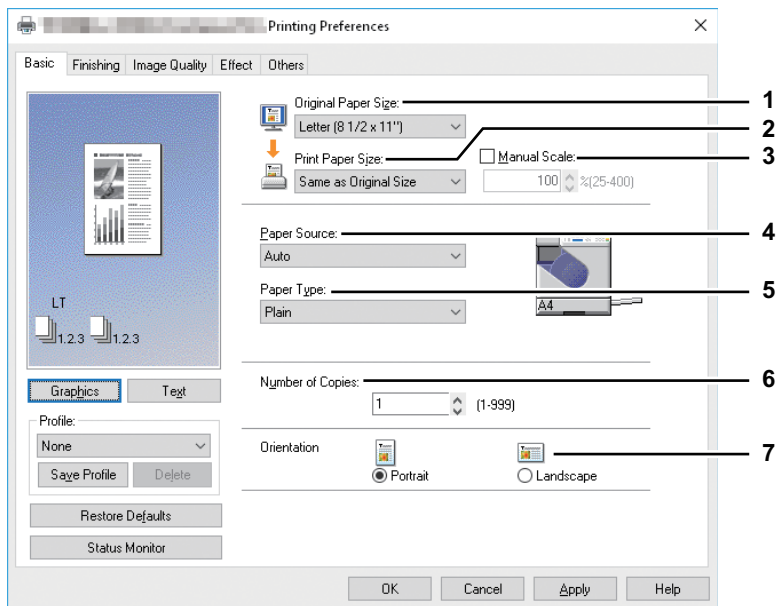 Printing Preferences
Basic Finishing Image Quality Effect Others
Original Paper Size:
1
Letter (8 1/2 x 11")
2
Print Paper Size:
Manual Scale:
3
Same as Original Size
100 %(25-400)
Paper Source:
4
Auto
Paper Type:
5
Plain
A4
LT
1.2.3 1.2.3
Graphics Text
Number of Copies:
6
1 (1-999)
Profile:
None
Save Profile Delete
Orientation
7
Portrait Landscape
Restore Defaults
Status Monitor
OK Cancel Apply Help